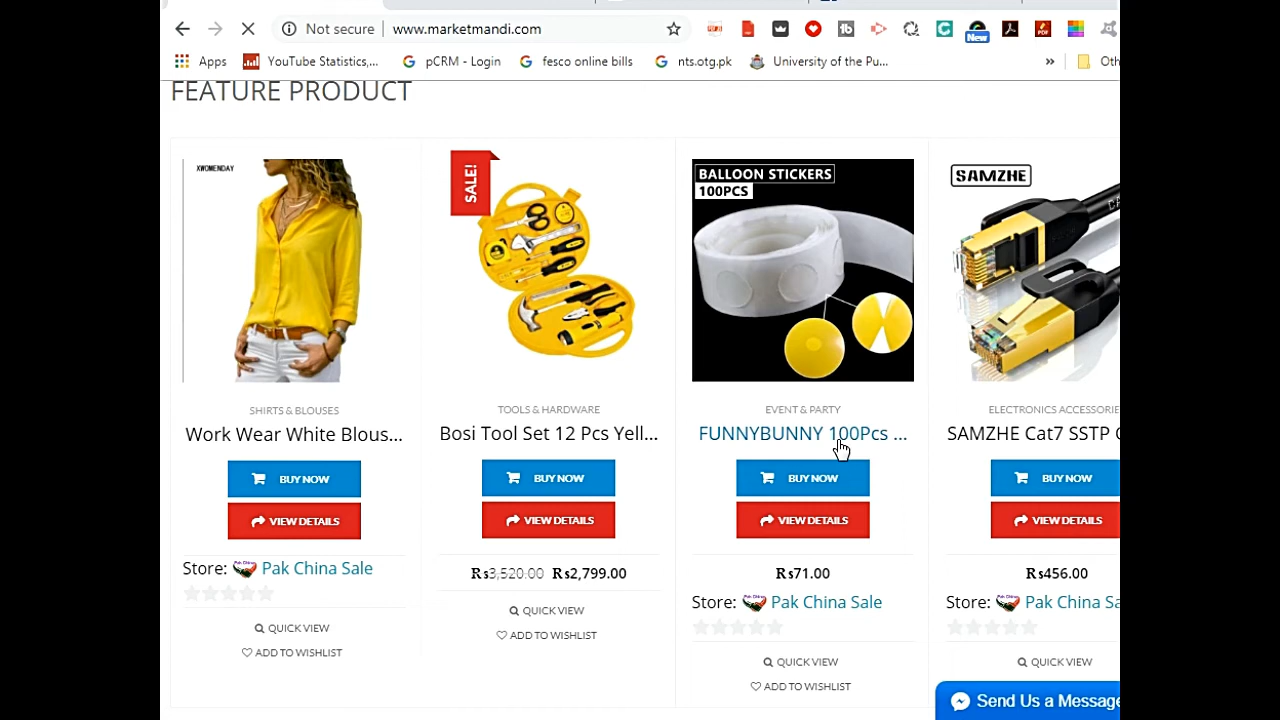 Not secure
www.marketmandi.com
New
Apps
YouTube Statistics,...
pCRM - Login
fesco online bills
nts.otg.pk
University of the Pu...
»
Oth
FEATURE PRODUCT
XWOMENDAY
SHIRTS & BLOUSES
Work Wear White Blous...
BUY NOW
VIEW DETAILS
Store: Pak China Sale
QUICK VIEW
ADD TO WISHLIST
SALE!
TOOLS & HARDWARE
Bosi Tool Set 12 Pcs Yell...
BUY NOW
VIEW DETAILS
₨3,520.00 ₨2,799.00
QUICK VIEW
ADD TO WISHLIST
BALLOON STICKERS
100PCS
EVENT & PARTY
FUNNYBUNNY 100Pcs ...
BUY NOW
VIEW DETAILS
₨71.00
Store: Pak China Sale
QUICK VIEW
ADD TO WISHLIST
SAMZHE
ELECTRONICS ACCESSORIE
SAMZHE Cat7 SSTP
BUY NOW
VIEW DETAILS
₨456.00
Store: Pak China Sa
QUICK VIEW
Send Us a Message